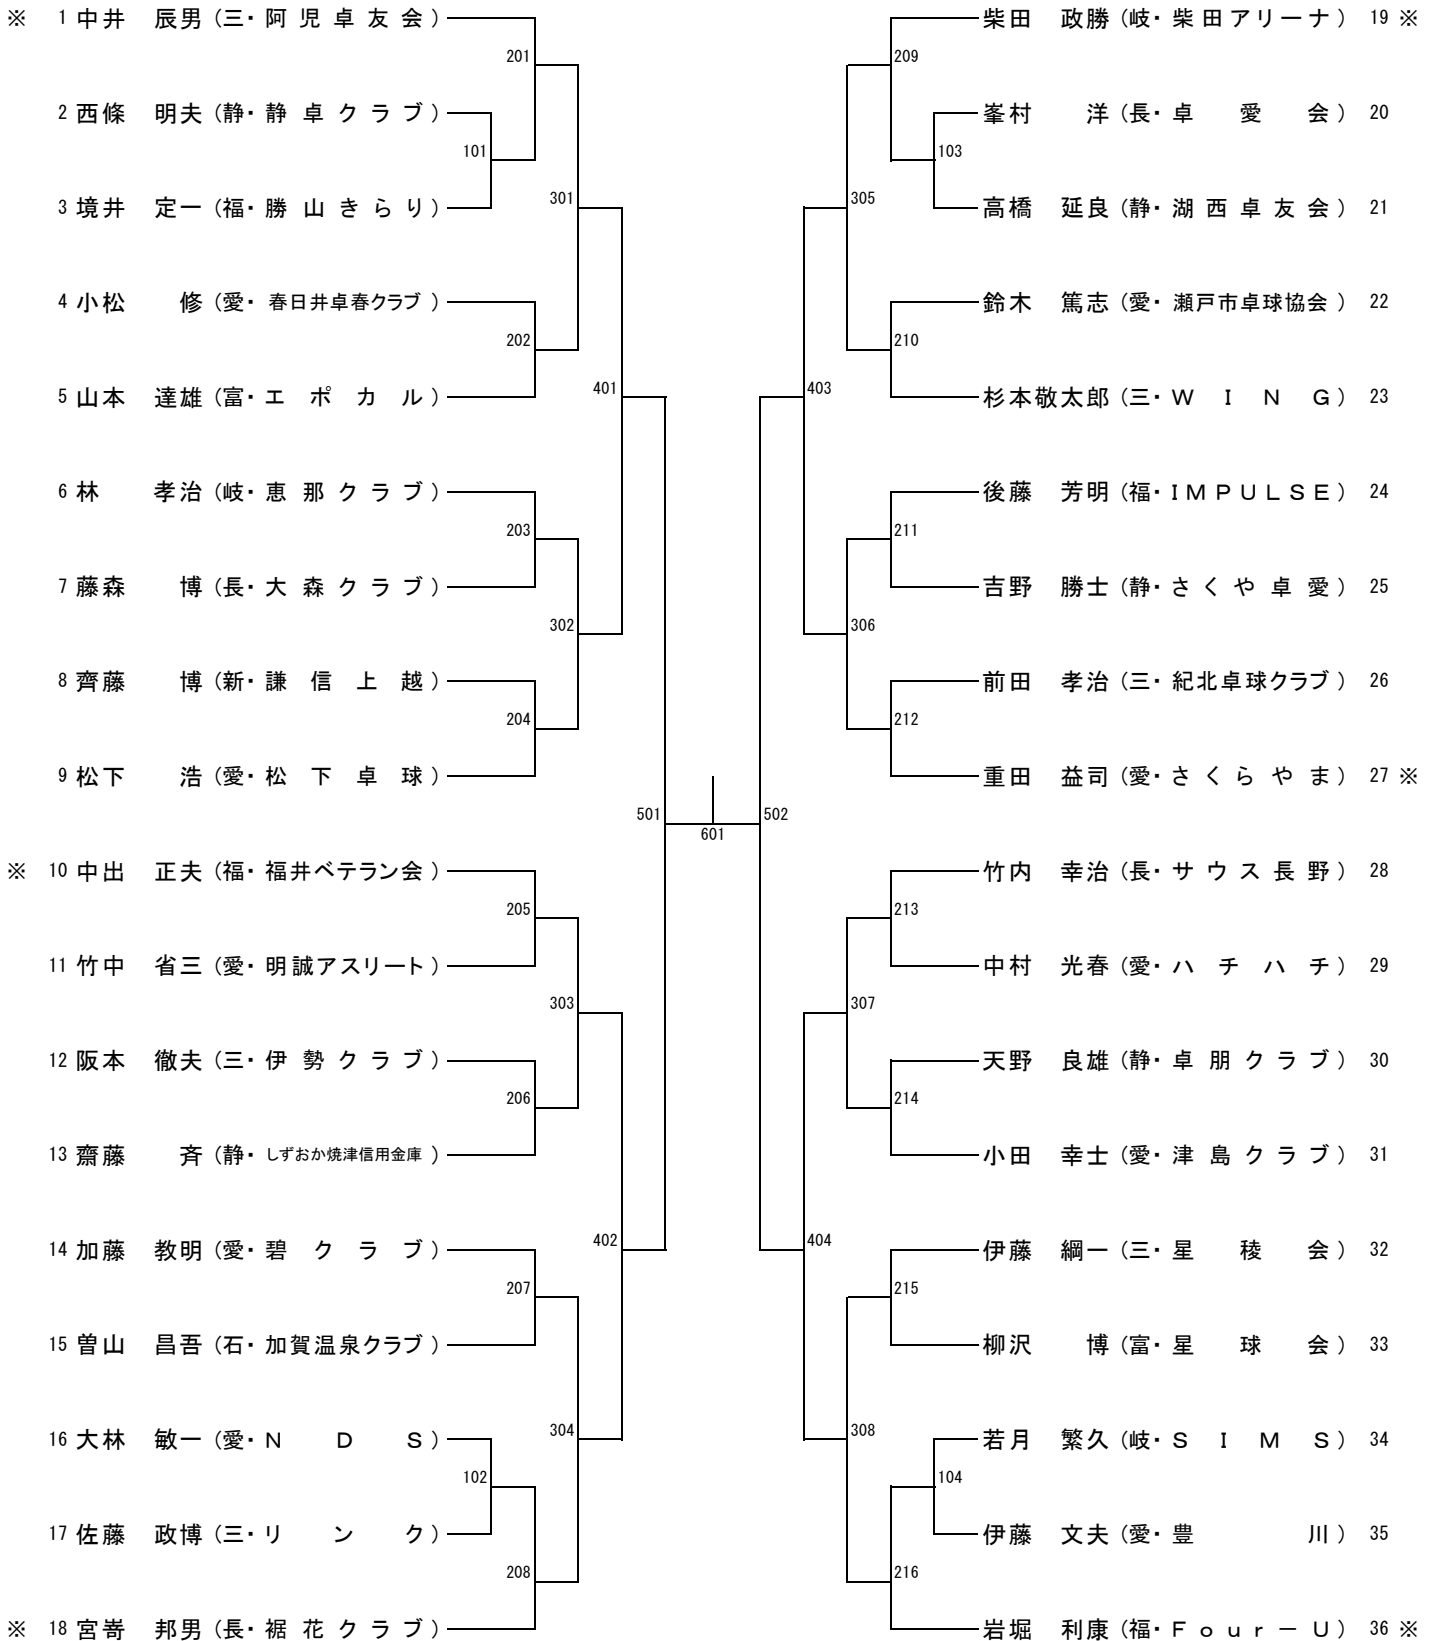 ※ 1 中井 辰男 (三・阿児卓友会)
201
2 西條 明夫 (静・静卓クラブ)
101
3 境井 定一 (福・勝山きらり)
301
4 小松 修 (愛・春日井卓春クラブ)
202
5 山本 達雄 (富・エポカル)
401
6 林 孝治 (岐・恵那クラブ)
203
7 藤森 博 (長・大森クラブ)
302
8 齊藤 博 (新・謙信上越)
204
9 松下 浩 (愛・松下卓球)
501
※ 10 中出 正夫 (福・福井ベテラン会)
205
11 竹中 省三 (愛・明誠アスリート)
303
12 阪本 徹夫 (三・伊勢クラブ)
206
13 齋藤 斉 (静・しずおか焼津信用金庫)
402
14 加藤 教明 (愛・碧クラブ)
207
15 曽山 昌吾 (石・加賀温泉クラブ)
304
16 大林 敏一 (愛・NDS)
102
17 佐藤 政博 (三・リンク)
208
※ 18 宮嵜 邦男 (長・裾花クラブ)
601
柴田 政勝 (岐・柴田アリーナ) 19 ※
209
峯村 洋 (長・卓愛会) 20
103
高橋 延良 (静・湖西卓友会) 21
305
鈴木 篤志 (愛・瀬戸市卓球協会) 22
210
杉本敬太郎 (三・WING) 23
403
後藤 芳明 (福・IMPULSE) 24
211
吉野 勝士 (静・さくや卓愛) 25
306
前田 孝治 (三・紀北卓球クラブ) 26
212
重田 益司 (愛・さくらやま) 27 ※
502
竹内 幸治 (長・サウス長野) 28
213
中村 光春 (愛・ハチハチ) 29
307
天野 良雄 (静・卓朋クラブ) 30
214
小田 幸士 (愛・津島クラブ) 31
404
伊藤 綱一 (三・星稜会) 32
215
柳沢 博 (富・星球会) 33
308
若月 繁久 (岐・SIMS) 34
104
伊藤 文夫 (愛・豊川) 35
216
岩堀 利康 (福・Four-U) 36 ※